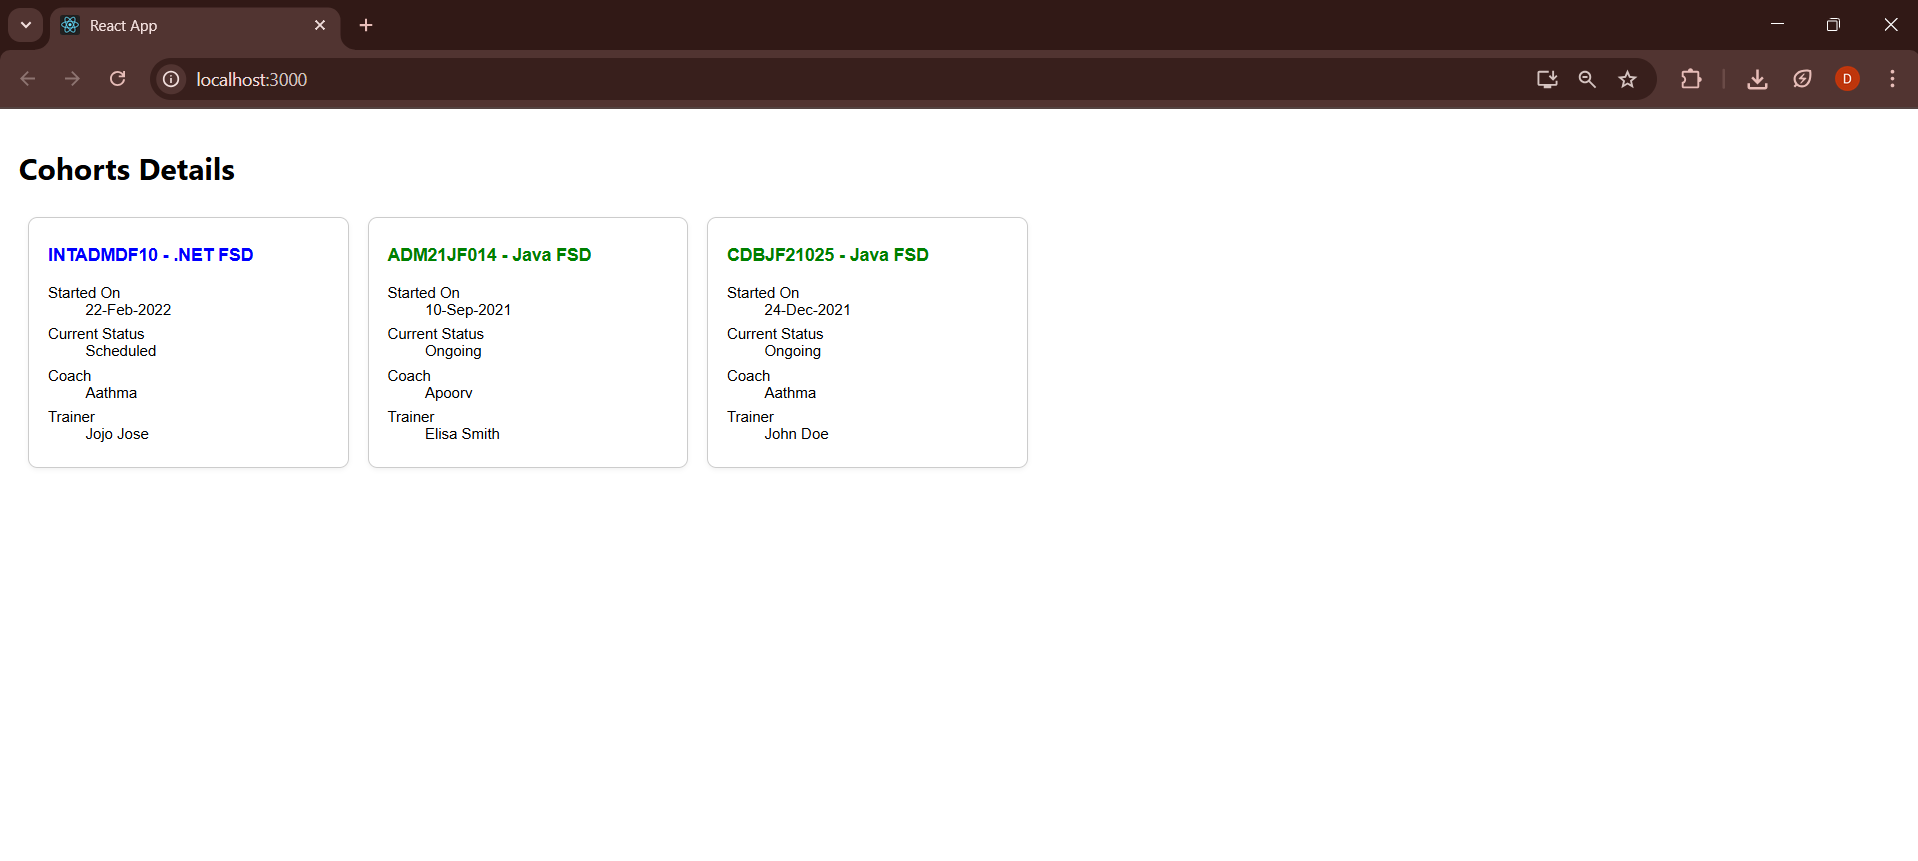 React App
localhost:3000
D
Cohorts Details
INTADMDF10 - .NET FSD
Started On
22-Feb-2022
Current Status
Scheduled
Coach
Aathma
Trainer
Jojo Jose
ADM21JF014 - Java FSD
Started On
10-Sep-2021
Current Status
Ongoing
Coach
Apoorv
Trainer
Elisa Smith
CDBJF21025 - Java FSD
Started On
24-Dec-2021
Current Status
Ongoing
Coach
Aathma
Trainer
John Doe